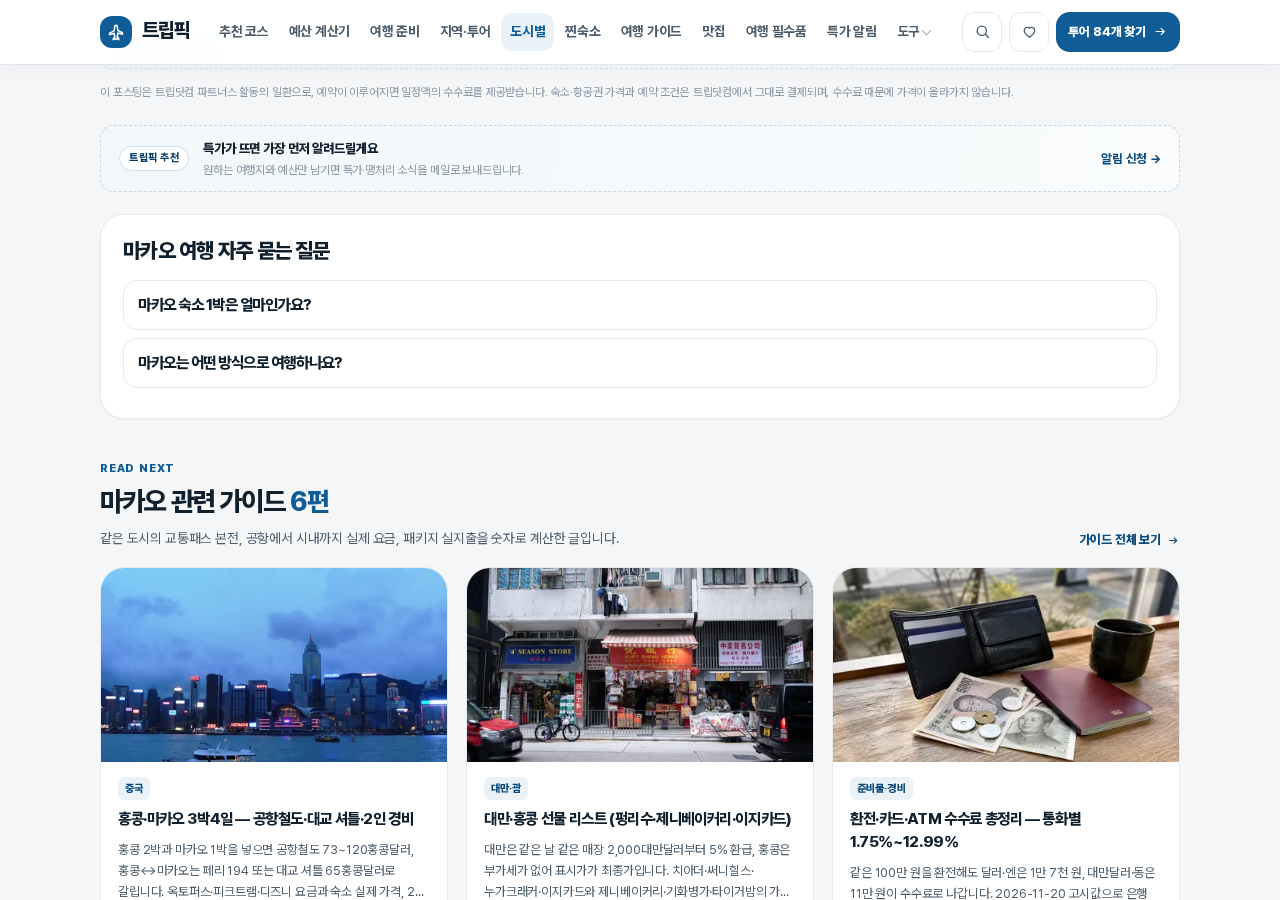 트립픽
추천 코스 예산 계산기 여행 준비 지역·투어 도시별 찐숙소 여행 가이드 맛집 여행 필수품 특가 알림 도구 투어 84개 찾기 →
이 포스팅은 트립닷컴 파트너스 활동의 일환으로, 예약이 이루어지면 일정액의 수수료를 제공받습니다. 숙소·항공권 가격과 예약 조건은 트립닷컴에서 그대로 결제되며, 수수료 때문에 가격이 올라가지 않습니다.
트립픽 추천
특가가 뜨면 가장 먼저 알려드릴게요
원하는 여행지와 예산만 남기면 특가·땡처리 소식을 메일로 보내드립니다.
알림 신청 →
마카오 여행 자주 묻는 질문
마카오 숙소 1박은 얼마인가요?
마카오는 어떤 방식으로 여행하나요?
READ NEXT
마카오 관련 가이드 6편
같은 도시의 교통패스 본전, 공항에서 시내까지 실제 요금, 패키지 실지출을 숫자로 계산한 글입니다.
가이드 전체 보기 →
4 SEASON STORE
YUET SHING HONG
中美貿易公司
중국
홍콩·마카오 3박4일 — 공항철도·대교 셔틀·2인 경비
홍콩 2박과 마카오 1박을 넣으면 공항철도 73~120홍콩달러,
홍콩↔마카오는 페리 194 또는 대교 셔틀 65홍콩달러로
갈립니다. 옥토퍼스·피크트램·디즈니 요금과 숙소 실제 가격, 2…
대만·괌
대만·홍콩 선물 리스트 (펑리수·제니베이커리·이지카드)
대만은 같은 날 같은 매장 2,000대만달러부터 5% 환급, 홍콩은
부가세가 없어 표시가가 최종가입니다. 치아더·써니힐스·
누가크래커·이지카드와 제니베이커리·기화병가·타이거밤의 가…
준비물·경비
환전·카드·ATM 수수료 총정리 — 통화별
1.75%~12.99%
같은 100만 원을 환전해도 달러·엔은 1만 7천 원, 대만달러·동은
11만 원이 수수료로 나갑니다. 2026-11-20 고시값으로 은행